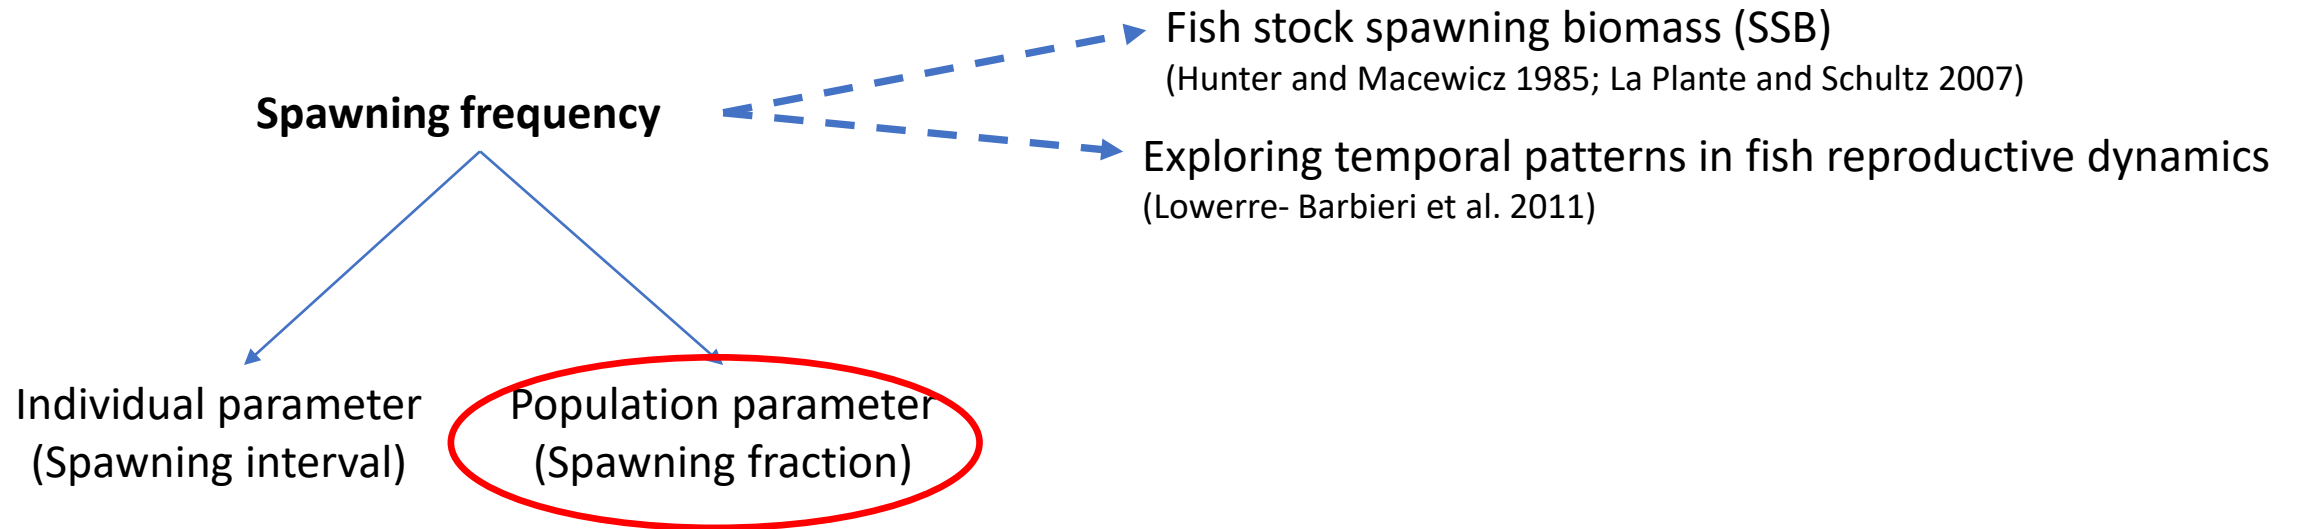 Fish stock spawning biomass (SSB)
(Hunter and Macewicz 1985; La Plante and Schultz 2007)
Spawning frequency
Exploring temporal patterns in fish reproductive dynamics
(Lowerre- Barbieri et al. 2011)
Individual parameter
(Spawning interval)
Population parameter
(Spawning fraction)